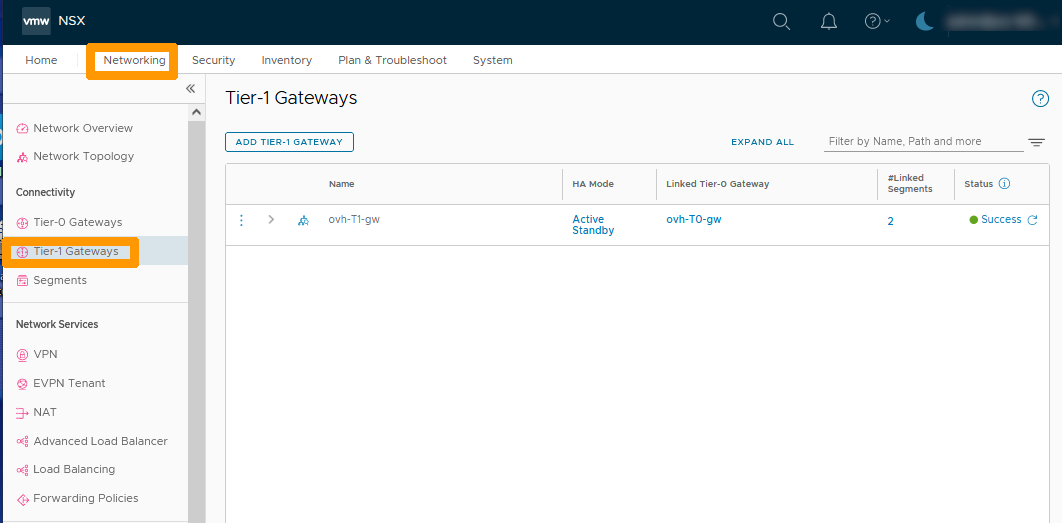 vmw NSX
Home Networking Security Inventory Plan & Troubleshoot System
Tier-1 Gateways
Network Overview
Network Topology
Connectivity
Tier-0 Gateways
Tier-1 Gateways
Segments
Network Services
VPN
EVPN Tenant
NAT
Advanced Load Balancer
Load Balancing
Forwarding Policies
ADD TIER-1 GATEWAY EXPAND ALL Filter by Name, Path and more
Name HA Mode Linked Tier-0 Gateway #Linked Segments Status
ovh-T1-gw Active Standby ovh-T0-gw 2 Success